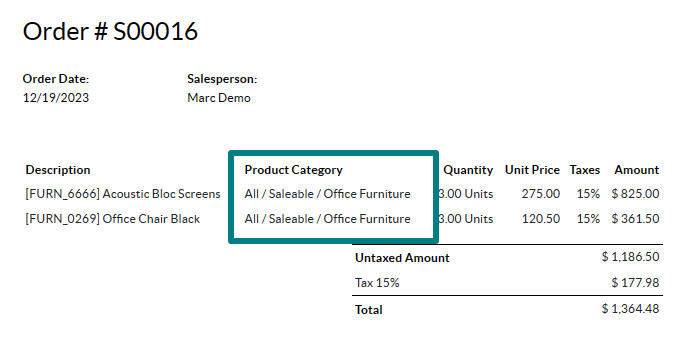 Order # S00016
Order Date: Salesperson:
12/19/2023 Marc Demo
Description Product Category Quantity Unit Price Taxes Amount
[FURN_6666] Acoustic Bloc Screens All / Saleable / Office Furniture 3.00 Units 275.00 15% $ 825.00
[FURN_0269] Office Chair Black All / Saleable / Office Furniture 3.00 Units 120.50 15% $ 361.50
Untaxed Amount $ 1,186.50
Tax 15% $ 177.98
Total $ 1,364.48